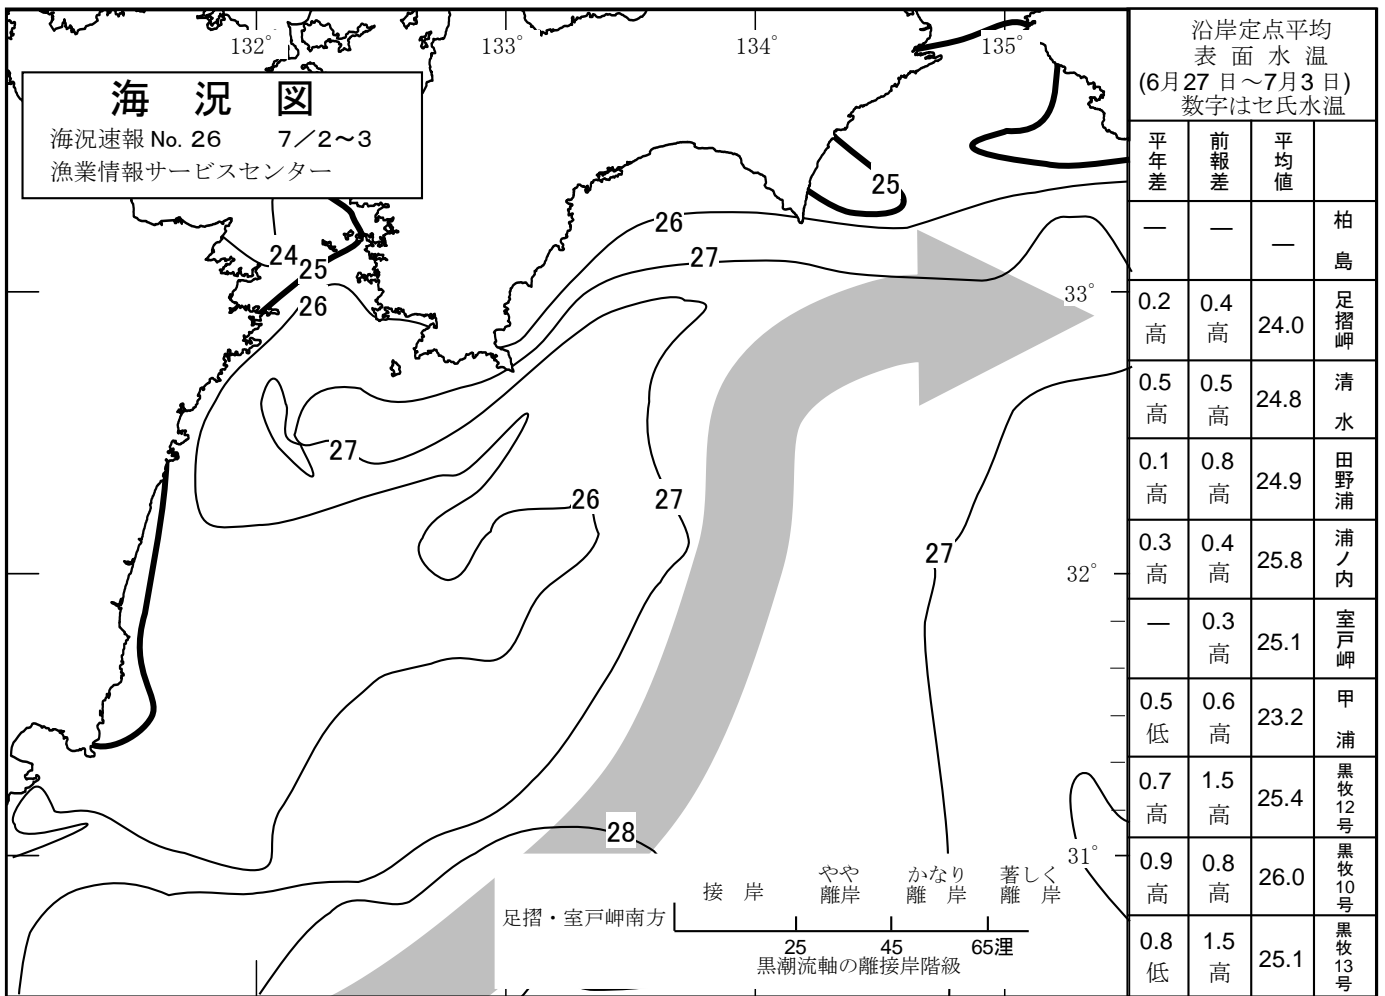 132°
133°
134°
135°
海 況 図
海況速報 No. 26 7／2～3
漁業情報サービスセンター
25
26
24
27
25
26
33°
27
26
27
27
32°
28
31°
接 岸
やや
離岸
かなり
離 岸
著しく
離 岸
足摺・室戸岬南方
25
45
65浬
黒潮流軸の離接岸階級
沿岸定点平均
表 面 水 温
(6月27 日～7月3 日)
数字はセ氏水温
平年差 前報差 平均値
― ― ― 柏島
0.2高 0.4高 24.0 足摺岬
0.5高 0.5高 24.8 清水
0.1高 0.8高 24.9 田野浦
0.3高 0.4高 25.8 浦ノ内
― 0.3高 25.1 室戸岬
0.5低 0.6高 23.2 甲浦
0.7高 1.5高 25.4 黒牧12号
0.9高 0.8高 26.0 黒牧10号
0.8低 1.5高 25.1 黒牧13号